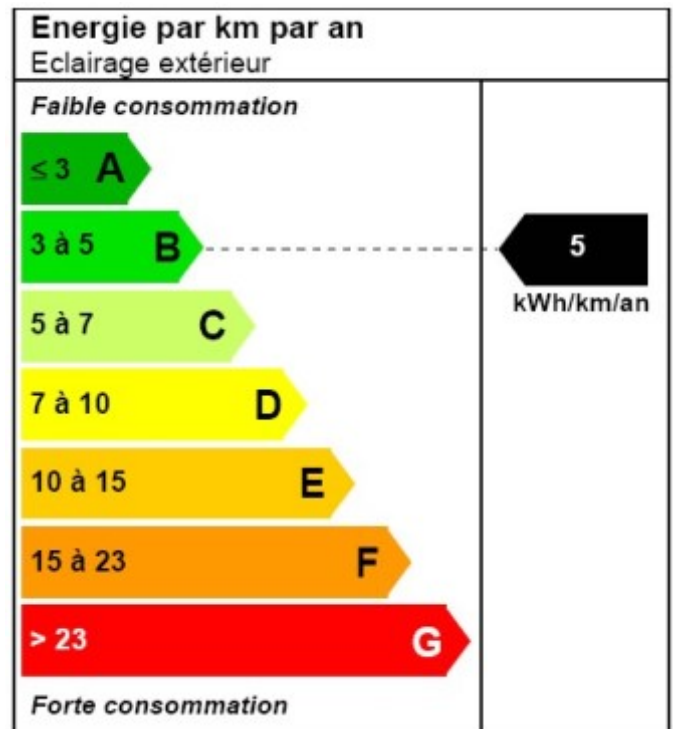 Energie par km par an
Eclairage extérieur
Faible consommation
≤ 3 A
3 à 5 B
5
kWh/km/an
5 à 7 C
7 à 10 D
10 à 15 E
15 à 23 F
> 23 G
Forte consommation